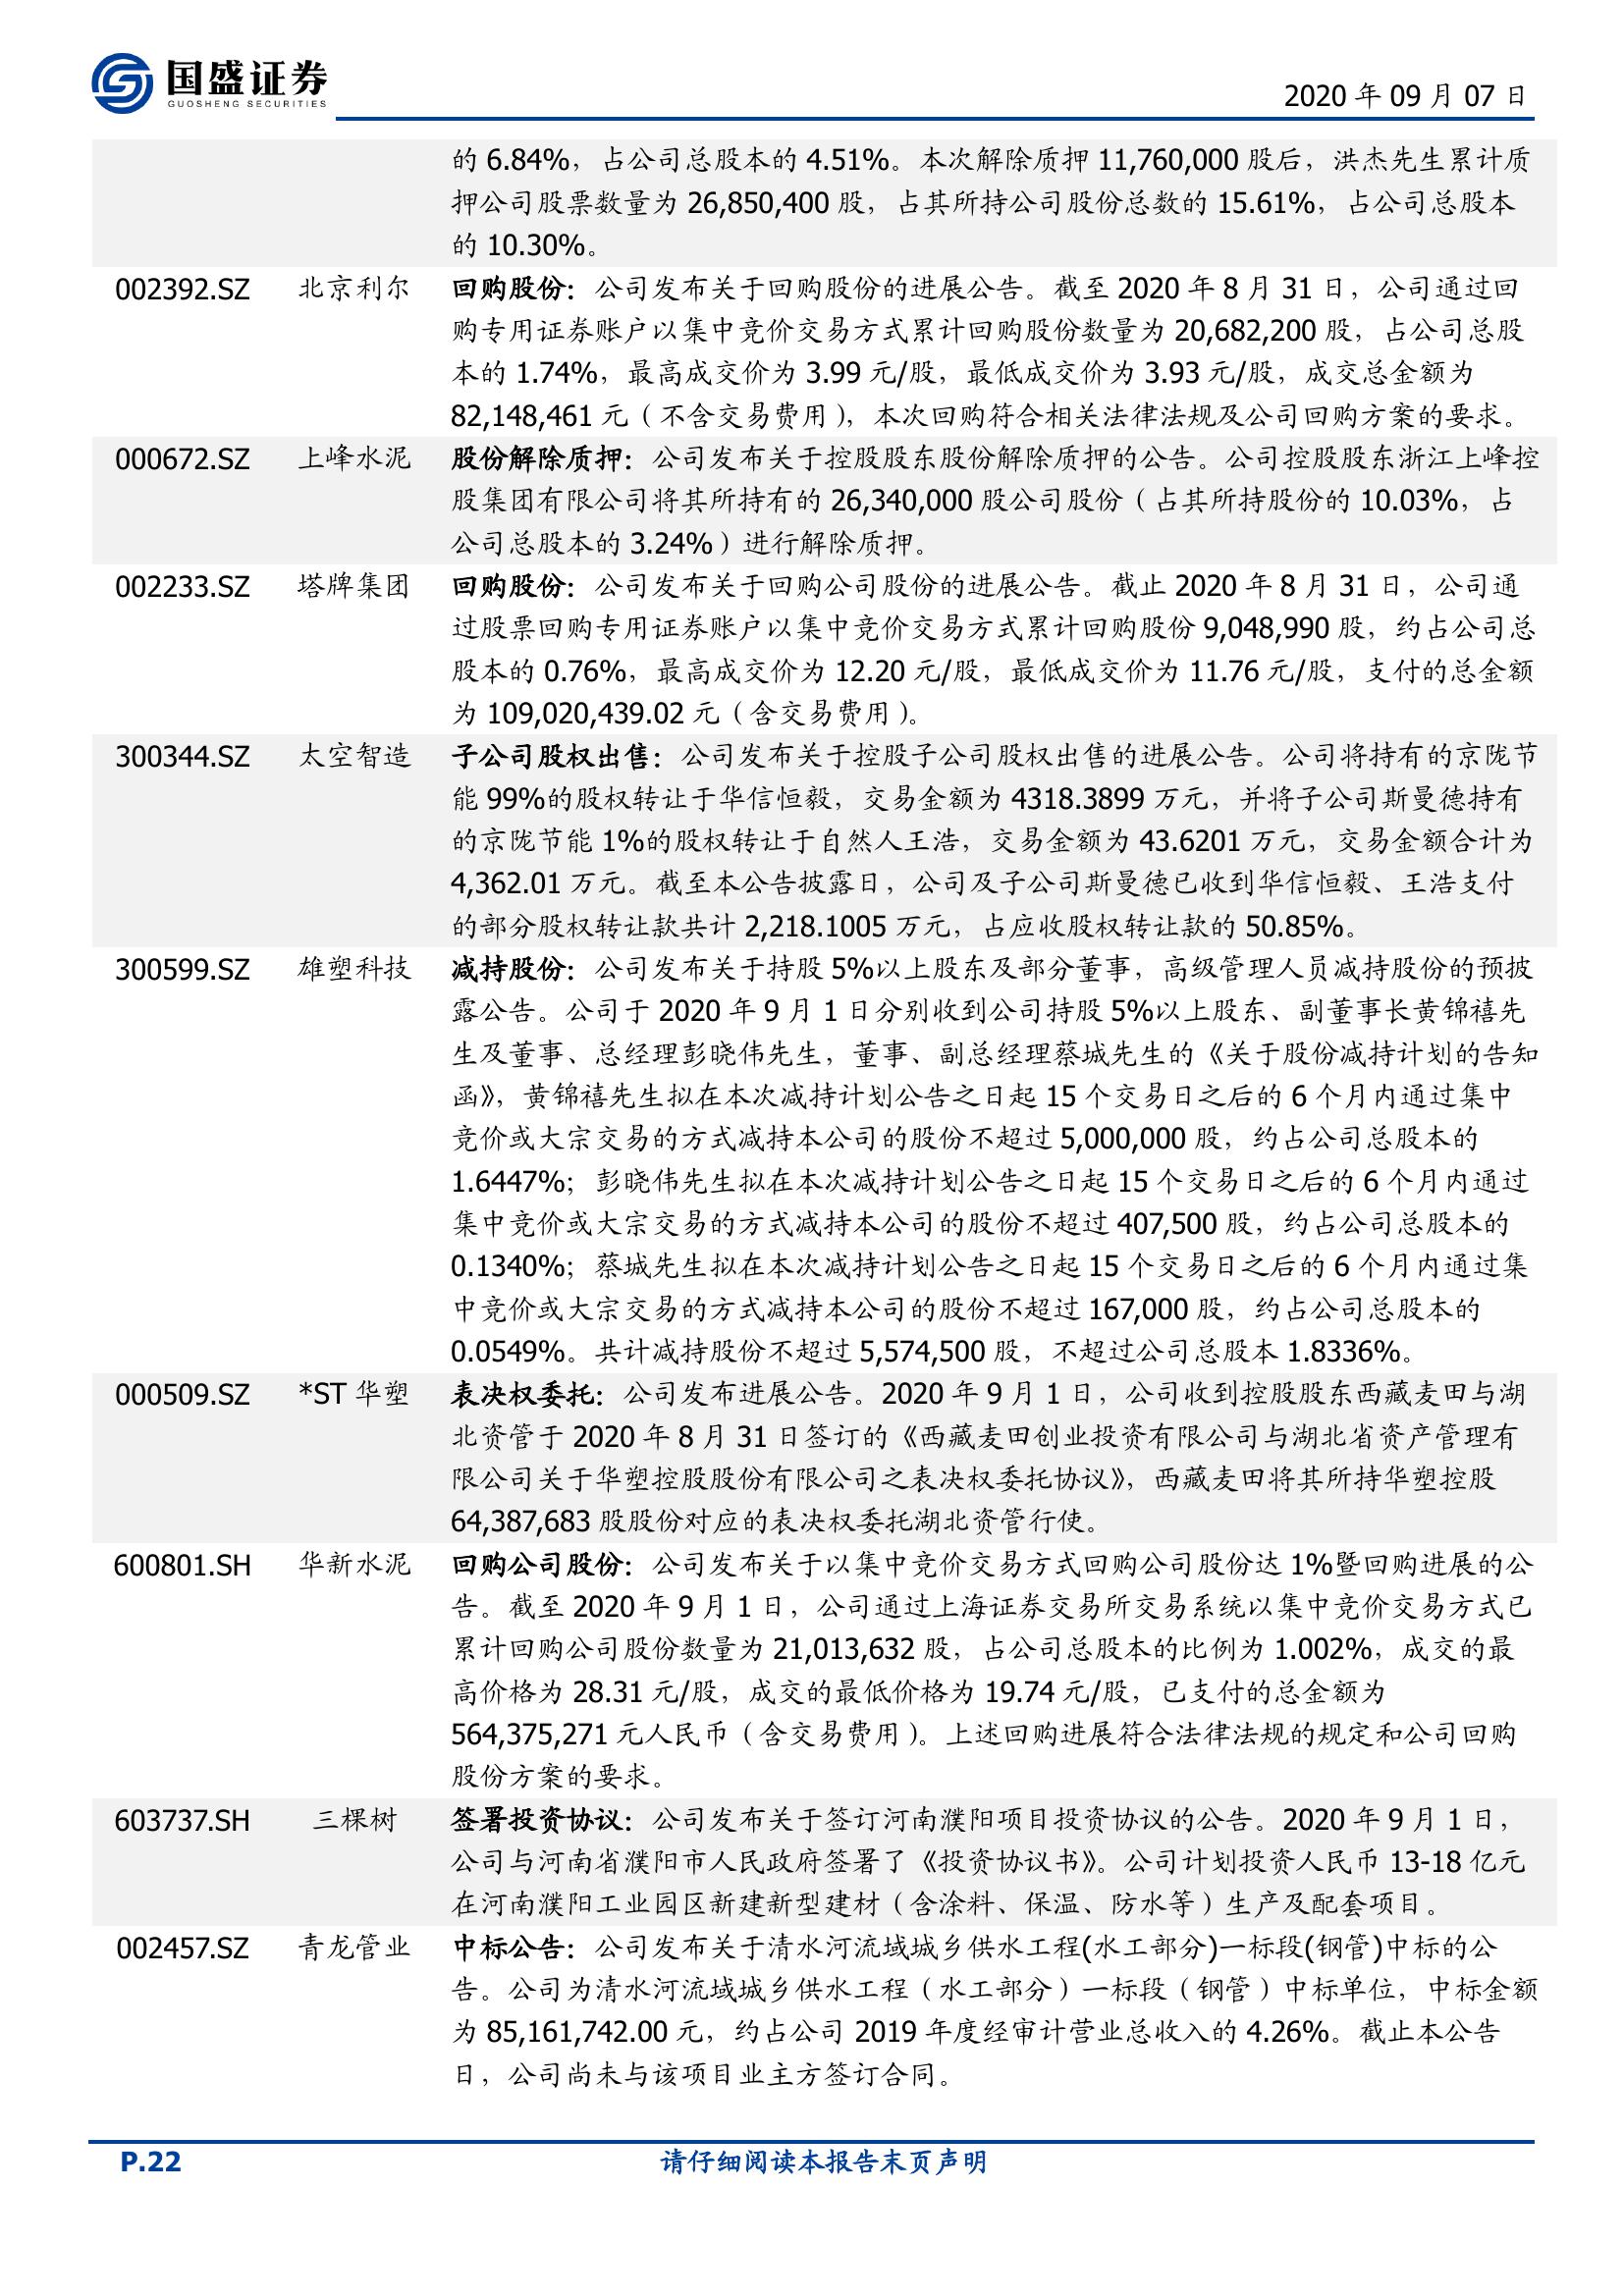 国盛证券
GUOSHENG SECURITIES
2020 年 09 月 07 日
的 6.84%，占公司总股本的 4.51%。本次解除质押 11,760,000 股后，洪杰先生累计质
押公司股票数量为 26,850,400 股，占其所持公司股份总数的 15.61%，占公司总股本
的 10.30%。
002392.SZ 北京利尔 回购股份：公司发布关于回购股份的进展公告。截至 2020 年 8 月 31 日，公司通过回
购专用证券账户以集中竞价交易方式累计回购股份数量为 20,682,200 股，占公司总股
本的 1.74%，最高成交价为 3.99 元/股，最低成交价为 3.93 元/股，成交总金额为
82,148,461 元（不含交易费用），本次回购符合相关法律法规及公司回购方案的要求。
000672.SZ 上峰水泥 股份解除质押：公司发布关于控股股东股份解除质押的公告。公司控股股东浙江上峰控
股集团有限公司将其所持有的 26,340,000 股公司股份（占其所持股份的 10.03%，占
公司总股本的 3.24%）进行解除质押。
002233.SZ 塔牌集团 回购股份：公司发布关于回购公司股份的进展公告。截止 2020 年 8 月 31 日，公司通
过股票回购专用证券账户以集中竞价交易方式累计回购股份 9,048,990 股，约占公司总
股本的 0.76%，最高成交价为 12.20 元/股，最低成交价为 11.76 元/股，支付的总金额
为 109,020,439.02 元（含交易费用）。
300344.SZ 太空智造 子公司股权出售：公司发布关于控股子公司股权出售的进展公告。公司将持有的京陇节
能 99%的股权转让于华信恒毅，交易金额为 4318.3899 万元，并将子公司斯曼德持有
的京陇节能 1%的股权转让于自然人王浩，交易金额为 43.6201 万元，交易金额合计为
4,362.01 万元。截至本公告披露日，公司及子公司斯曼德已收到华信恒毅、王浩支付
的部分股权转让款共计 2,218.1005 万元，占应收股权转让款的 50.85%。
300599.SZ 雄塑科技 减持股份：公司发布关于持股 5%以上股东及部分董事，高级管理人员减持股份的预披
露公告。公司于 2020 年 9 月 1 日分别收到公司持股 5%以上股东、副董事长黄锦禧先
生及董事、总经理彭晓伟先生，董事、副总经理蔡城先生的《关于股份减持计划的告知
函》，黄锦禧先生拟在本次减持计划公告之日起 15 个交易日之后的 6 个月内通过集中
竞价或大宗交易的方式减持本公司的股份不超过 5,000,000 股，约占公司总股本的
1.6447%；彭晓伟先生拟在本次减持计划公告之日起 15 个交易日之后的 6 个月内通过
集中竞价或大宗交易的方式减持本公司的股份不超过 407,500 股，约占公司总股本的
0.1340%；蔡城先生拟在本次减持计划公告之日起 15 个交易日之后的 6 个月内通过集
中竞价或大宗交易的方式减持本公司的股份不超过 167,000 股，约占公司总股本的
0.0549%。共计减持股份不超过 5,574,500 股，不超过公司总股本 1.8336%。
000509.SZ *ST 华塑 表决权委托：公司发布进展公告。2020 年 9 月 1 日，公司收到控股股东西藏麦田与湖
北资管于 2020 年 8 月 31 日签订的《西藏麦田创业投资有限公司与湖北省资产管理有
限公司关于华塑控股股份有限公司之表决权委托协议》，西藏麦田将其所持华塑控股
64,387,683 股股份对应的表决权委托湖北资管行使。
600801.SH 华新水泥 回购公司股份：公司发布关于以集中竞价交易方式回购公司股份达 1%暨回购进展的公
告。截至 2020 年 9 月 1 日，公司通过上海证券交易所交易系统以集中竞价交易方式已
累计回购公司股份数量为 21,013,632 股，占公司总股本的比例为 1.002%，成交的最
高价格为 28.31 元/股，成交的最低价格为 19.74 元/股，已支付的总金额为
564,375,271 元人民币（含交易费用）。上述回购进展符合法律法规的规定和公司回购
股份方案的要求。
603737.SH 三棵树 签署投资协议：公司发布关于签订河南濮阳项目投资协议的公告。2020 年 9 月 1 日，
公司与河南省濮阳市人民政府签署了《投资协议书》。公司计划投资人民币 13-18 亿元
在河南濮阳工业园区新建新型建材（含涂料、保温、防水等）生产及配套项目。
002457.SZ 青龙管业 中标公告：公司发布关于清水河流域城乡供水工程(水工部分)一标段(钢管)中标的公
告。公司为清水河流域城乡供水工程（水工部分）一标段（钢管）中标单位，中标金额
为 85,161,742.00 元，约占公司 2019 年度经审计营业总收入的 4.26%。截止本公告
日，公司尚未与该项目业主方签订合同。
P.22 请仔细阅读本报告末页声明